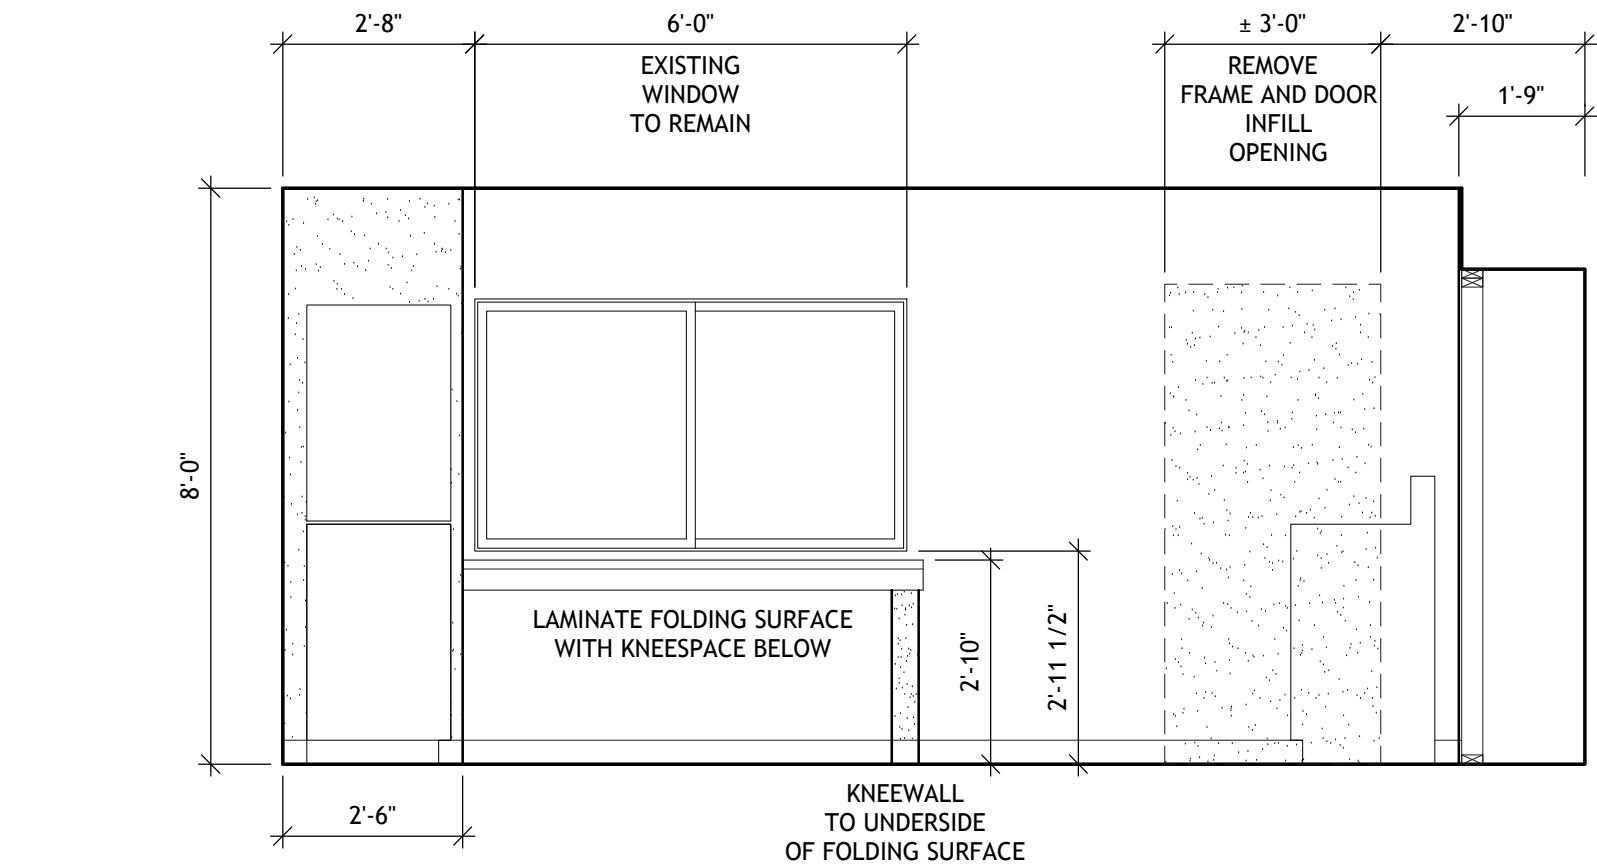 2'-8"
6'-0"
± 3'-0"
2'-10"
EXISTING
WINDOW
TO REMAIN
REMOVE
FRAME AND DOOR
INFILL
OPENING
1'-9"
8'-0"
LAMINATE FOLDING SURFACE
WITH KNEESPACE BELOW
2'-10"
2'-11 1/2"
2'-6"
KNEEWALL
TO UNDERSIDE
OF FOLDING SURFACE